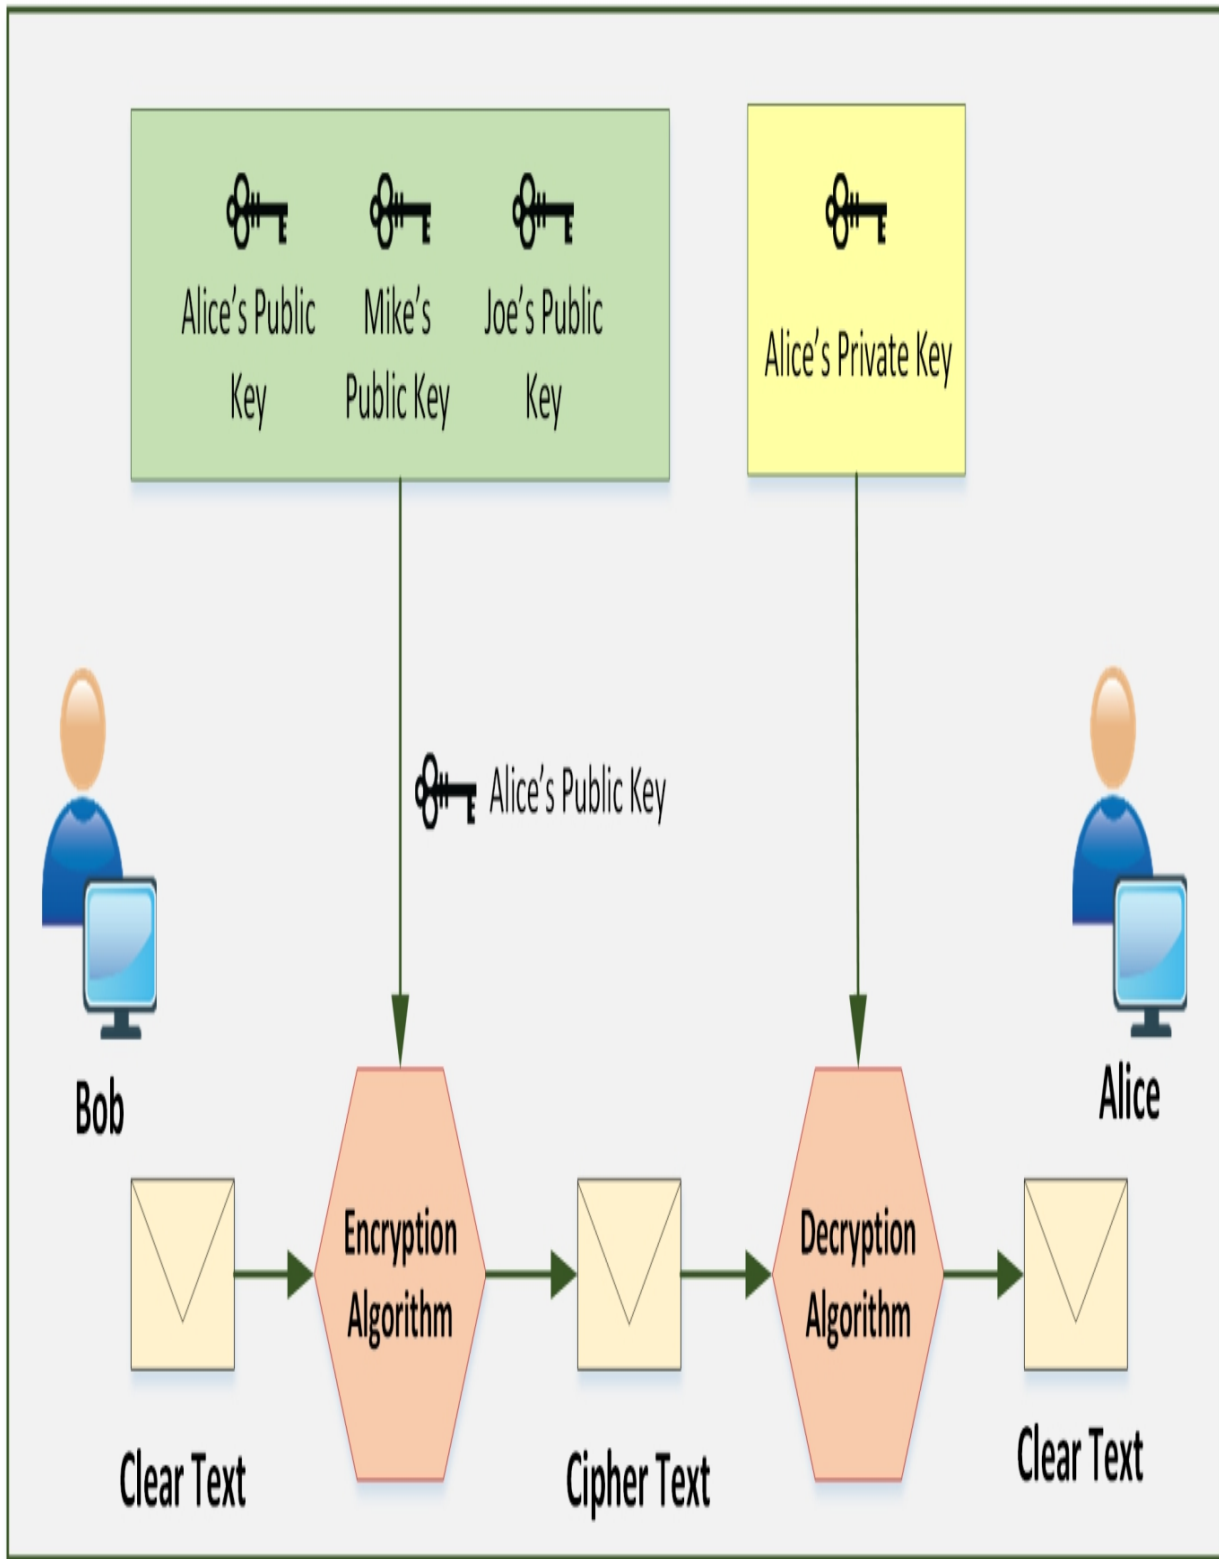 Alice's Public
Key
Mike's
Public Key
Joe's Public
Key
Alice's Private Key
Alice's Public Key
Bob
Alice
Encryption
Algorithm
Decryption
Algorithm
Clear Text
Cipher Text
Clear Text